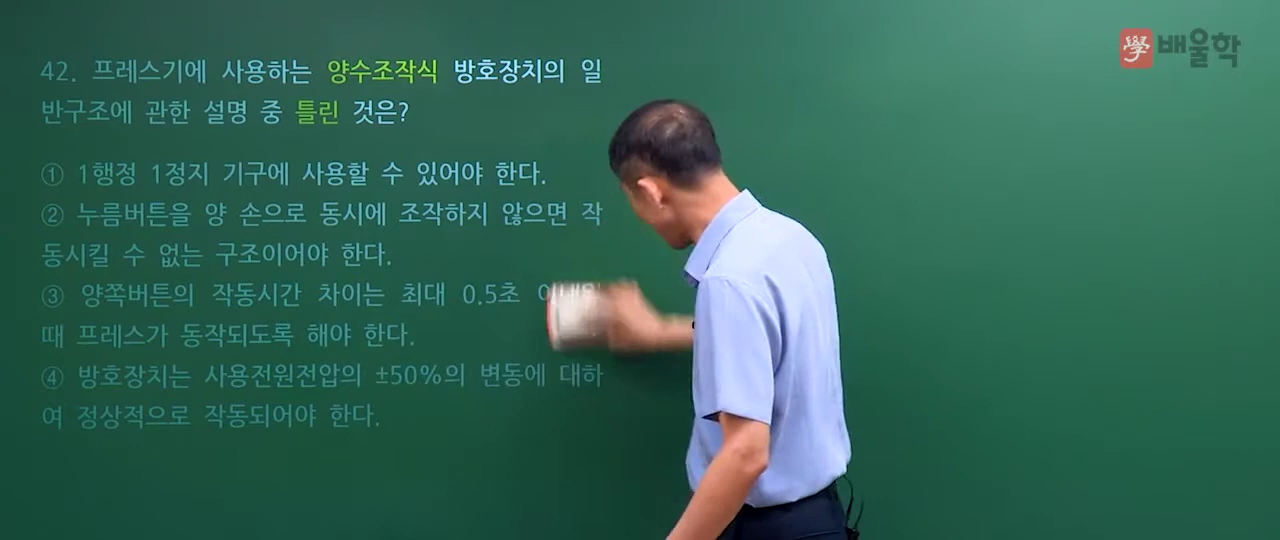 學 배울학
42. 프레스기에 사용하는 양수조작식 방호장치의 일
반구조에 관한 설명 중 틀린 것은?
① 1행정 1정지 기구에 사용할 수 있어야 한다.
② 누름버튼을 양 손으로 동시에 조작하지 않으면 작
동시킬 수 없는 구조이어야 한다.
③ 양쪽버튼의 작동시간 차이는 최대 0.5초
때 프레스가 동작되도록 해야 한다.
④ 방호장치는 사용전원전압의 ±50%의 변동에 대하
여 정상적으로 작동되어야 한다.